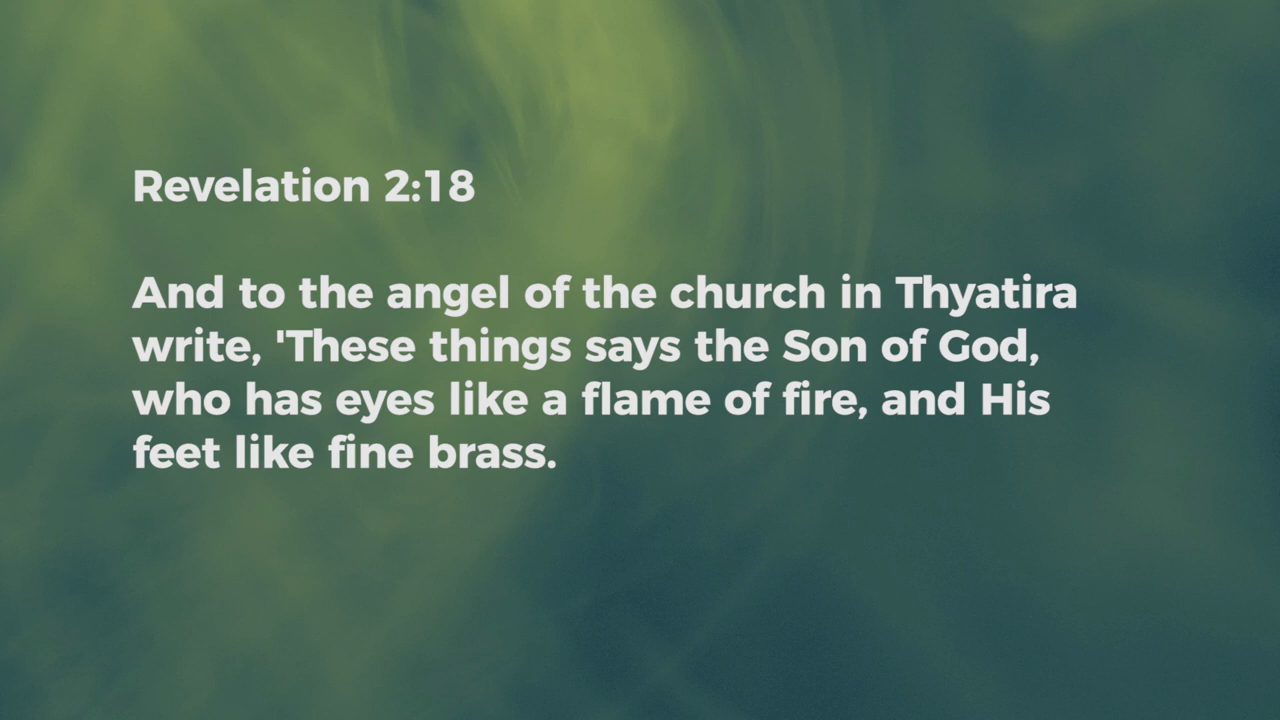 Revelation 2:18
And to the angel of the church in Thyatira
write, 'These things says the Son of God,
who has eyes like a flame of fire, and His
feet like fine brass.